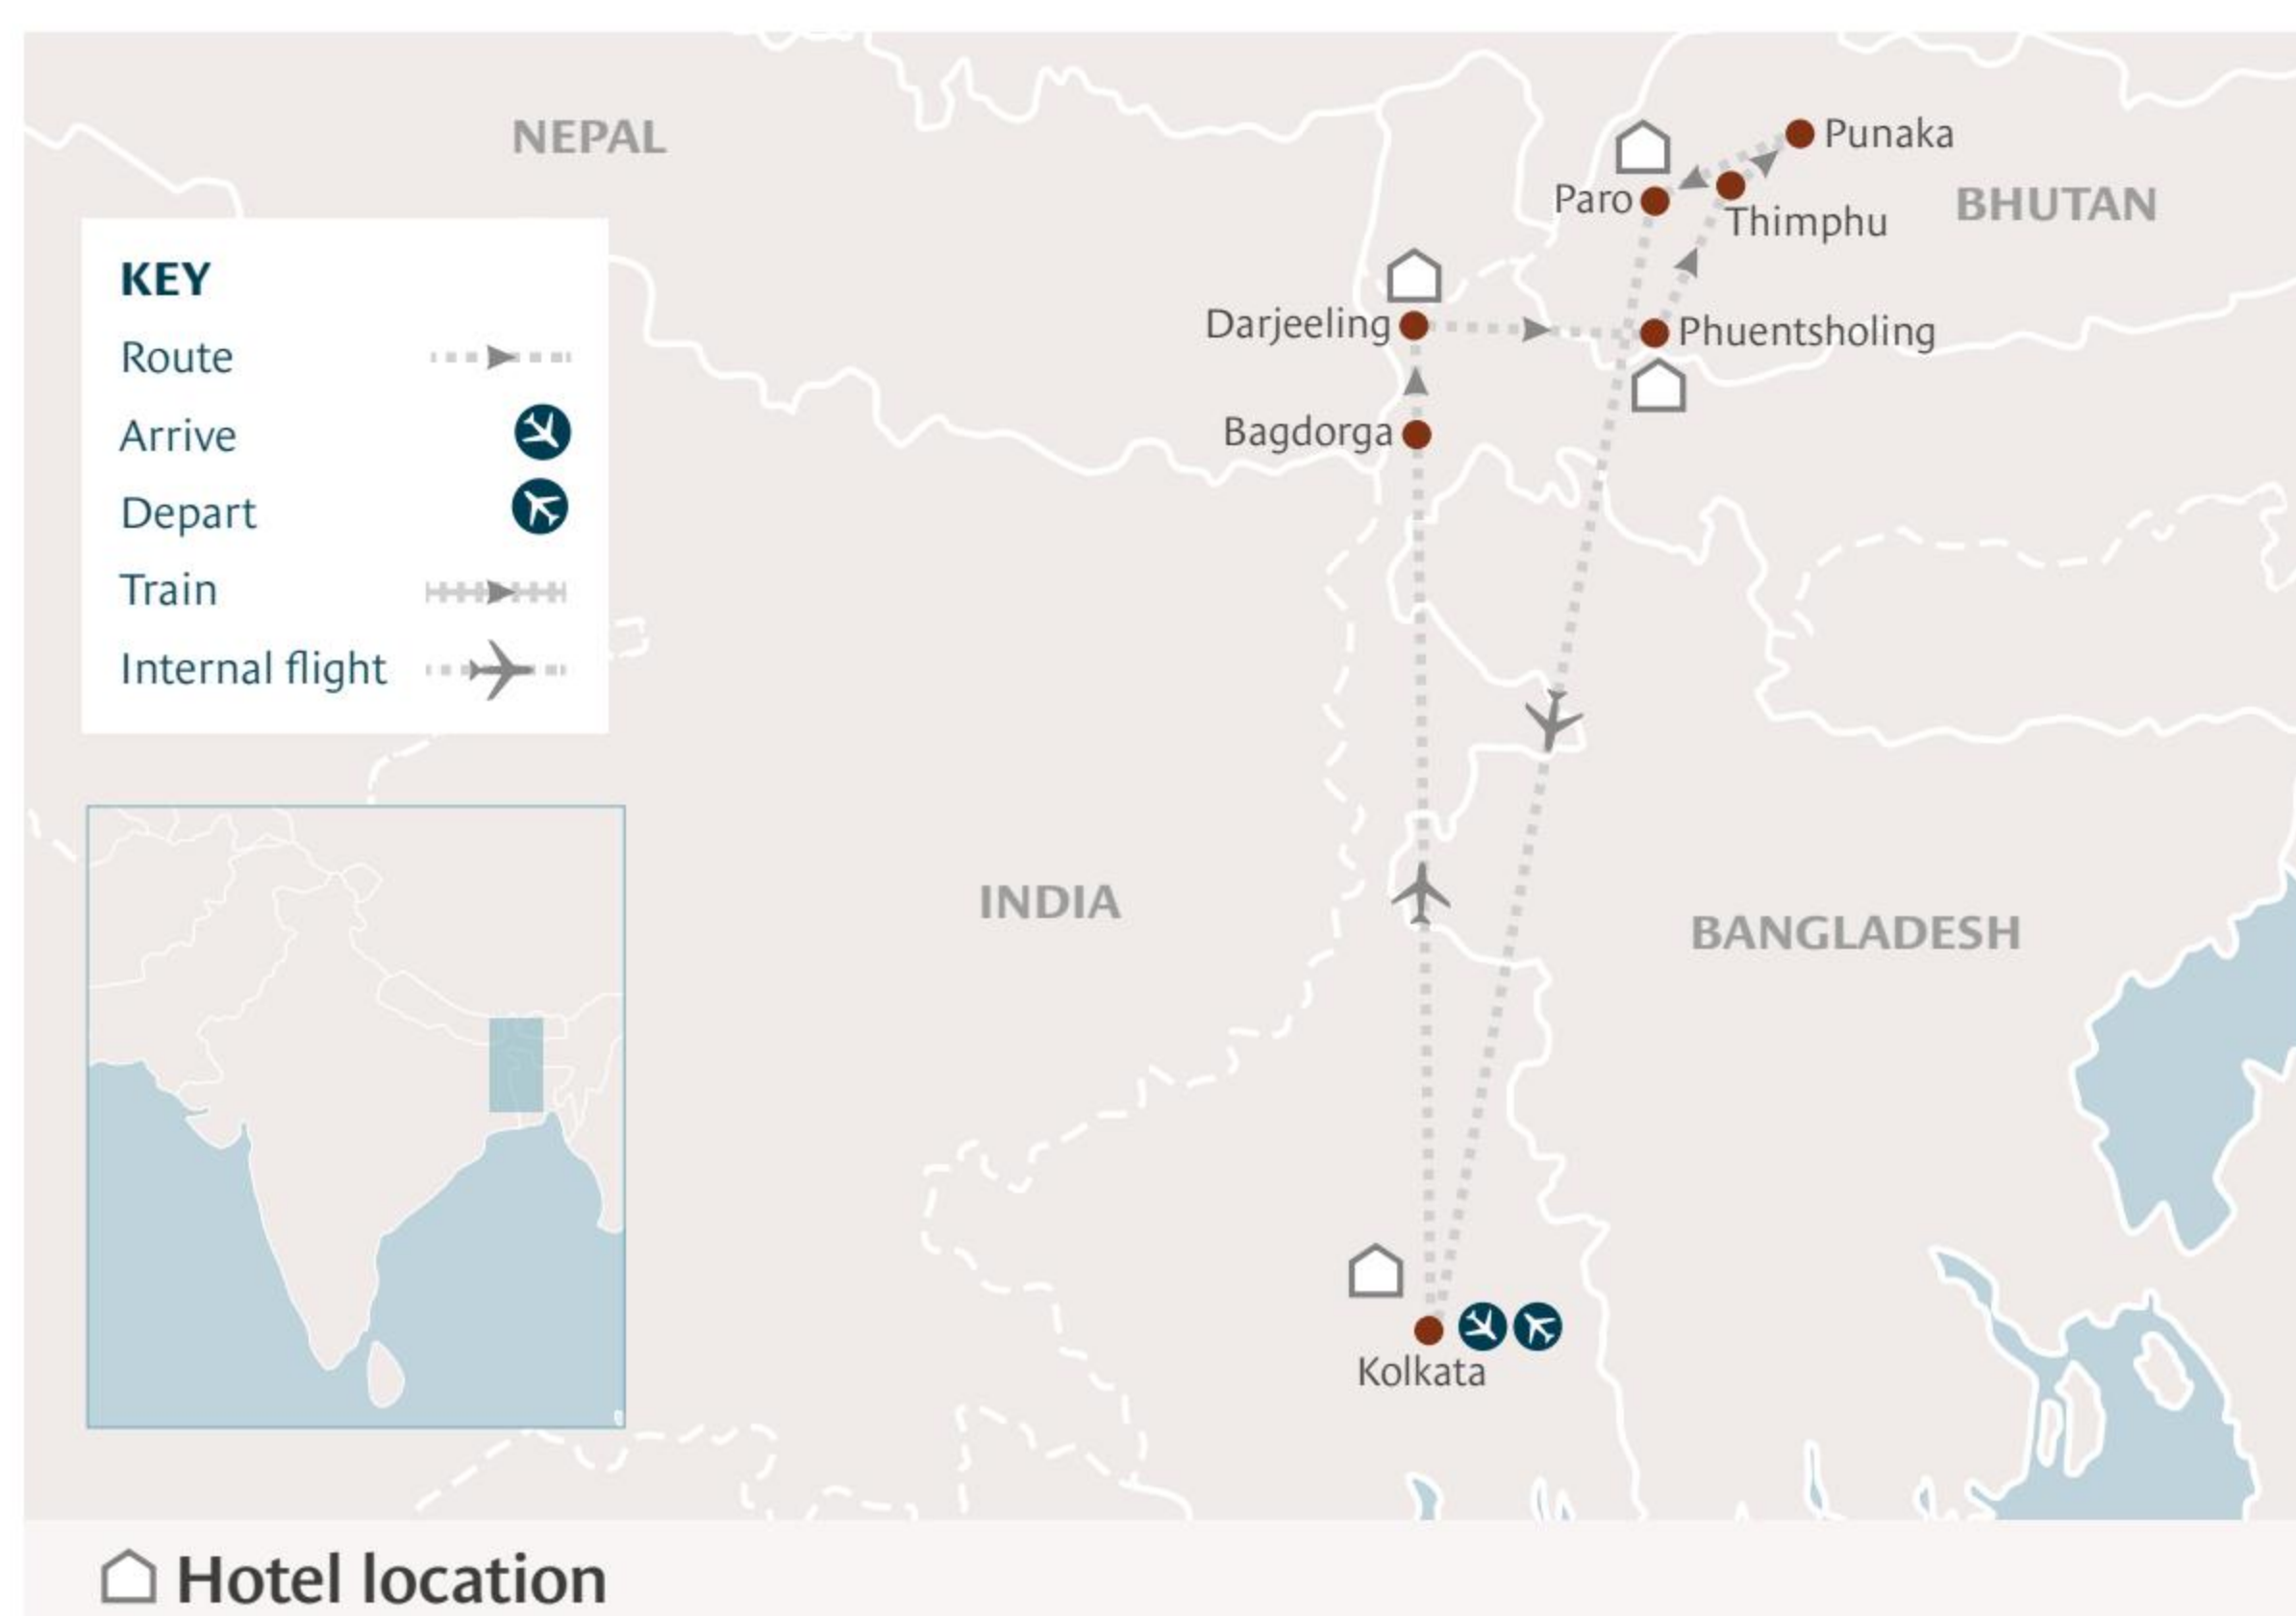 NEPAL
Punaka
Paro
BHUTAN
Thimphu
KEY
Route
Arrive
Depart
Train
Internal flight
Darjeeling
Phuentsholing
Bagdorga
INDIA
BANGLADESH
Kolkata
Hotel location